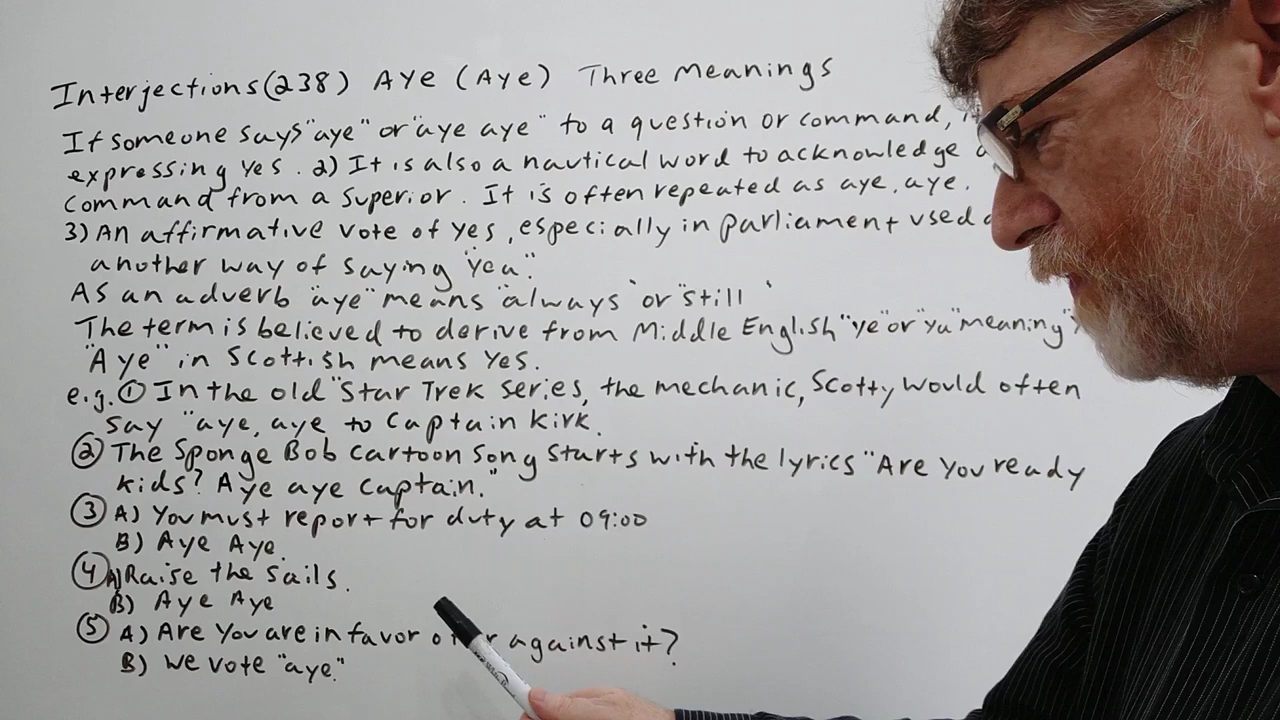 Interjections(238) Aye (Aye) Three Meanings
If someone says "aye" or "aye aye" to a question or command,
expressing yes. 2) It is also a nautical word to acknowledge
command from a superior. It is often repeated as aye, aye.
3) An affirmative vote of yes, especially in parliament used
another way of saying "yea".
As an adverb "aye" means "always" or "still"
The term is believed to derive from Middle English "ye" or "ya" meaning
"Aye" in Scottish means yes.
e.g. ① In the old "Star Trek series, the mechanic, Scotty would often
say "aye, aye to Captain Kirk.
② The Sponge Bob cartoon song starts with the lyrics "Are you ready
kids? Aye aye captain."
③ A) You must report for duty at 09:00
B) Aye Aye.
④ A) Raise the sails.
B) Aye Aye
⑤ A) Are you are in favor against it?
B) We vote "aye".